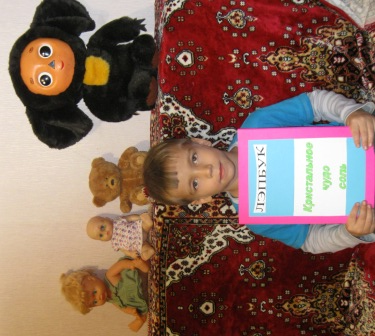 ЛЭПБУК
Кристальное
чудо
соль